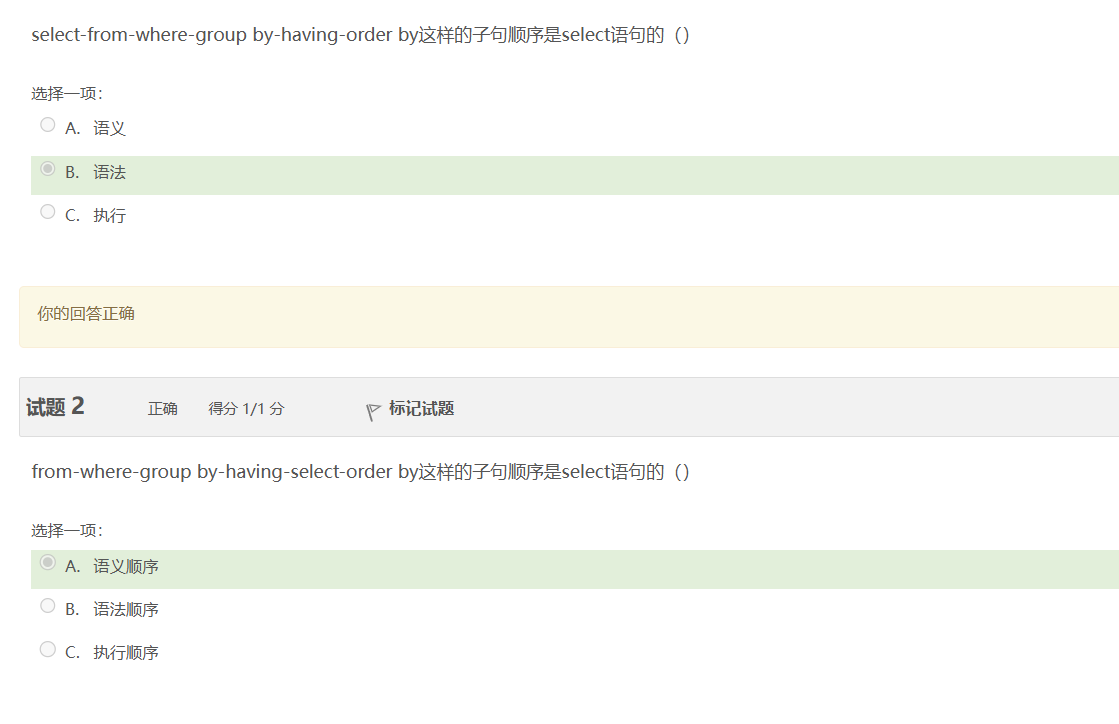 select-from-where-group by-having-order by这样的子句顺序是select语句的（）
选择一项：
A. 语义
B. 语法
C. 执行
你的回答正确
试题 2 正确 得分 1/1 分 标记试题
from-where-group by-having-select-order by这样的子句顺序是select语句的（）
选择一项：
A. 语义顺序
B. 语法顺序
C. 执行顺序